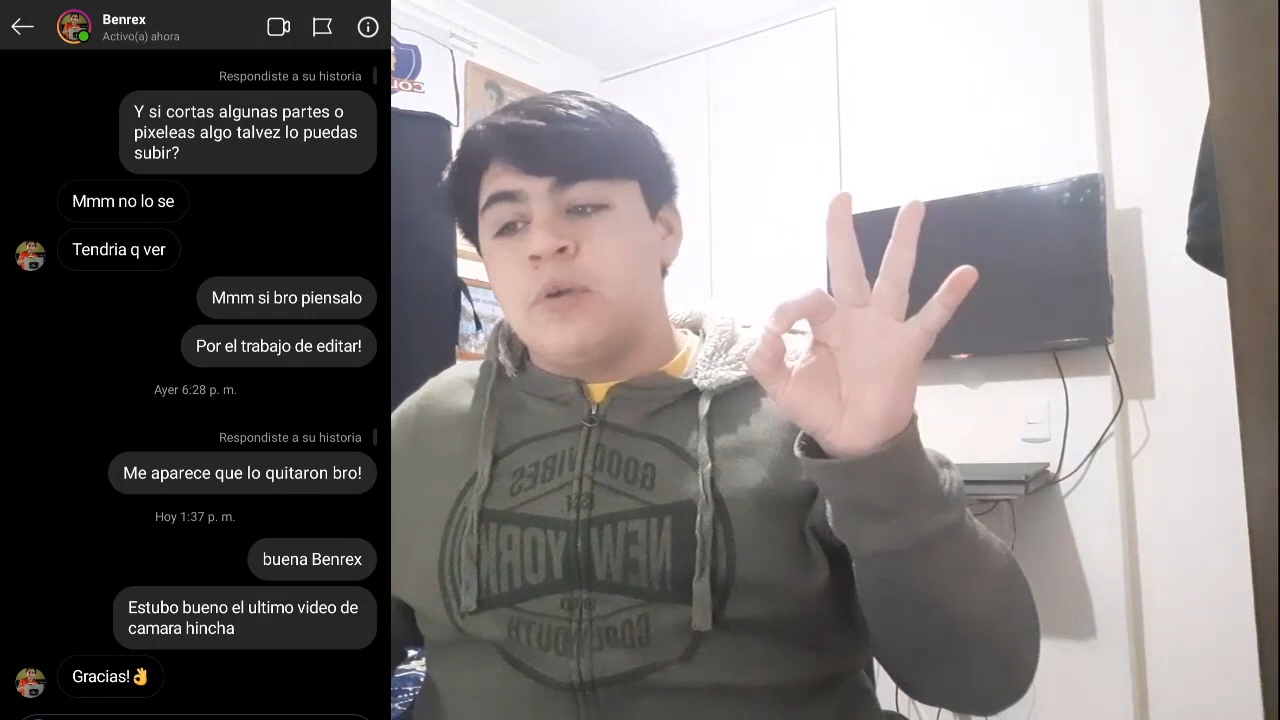 Benrex
Activo(a) ahora
Respondiste a su historia
Y si cortas algunas partes o
pixeleas algo talvez lo puedas
subir?
Mmm no lo se
Tendria q ver
Mmm si bro piensalo
Por el trabajo de editar!
Ayer 6:28 p. m.
Respondiste a su historia
Me aparece que lo quitaron bro!
Hoy 1:37 p. m.
buena Benrex
Estubo bueno el ultimo video de
camara hincha
Gracias!👌
COL
GOOD VIBES
EST
NEW YORK
YOUTH